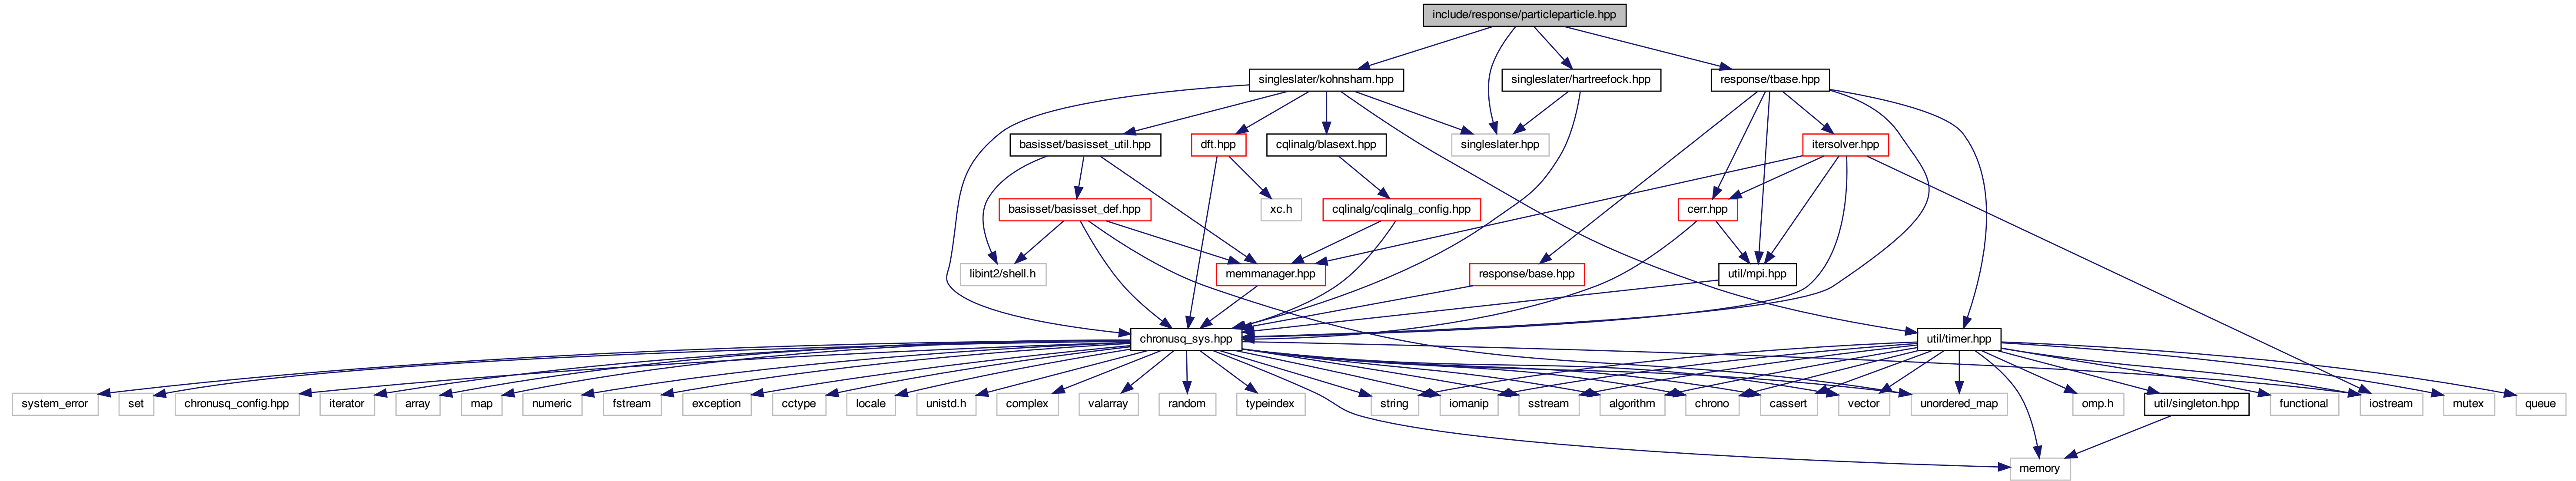 include/response/particleparticle.hpp
singleslater/kohnsham.hpp
singleslater/hartreefock.hpp
response/tbase.hpp
basisset/basisset_util.hpp
dft.hpp
cqlinalg/blasext.hpp
singleslater.hpp
itersolver.hpp
basisset/basisset_def.hpp
xc.h
cqlinalg/cqlinalg_config.hpp
cerr.hpp
libint2/shell.h
memmanager.hpp
response/base.hpp
util/mpi.hpp
chronusq_sys.hpp
util/timer.hpp
system_error
set
chronusq_config.hpp
iterator
array
map
numeric
fstream
exception
cctype
locale
unistd.h
complex
valarray
random
typeindex
string
iomanip
sstream
algorithm
chrono
cassert
vector
unordered_map
omp.h
util/singleton.hpp
functional
iostream
mutex
queue
memory